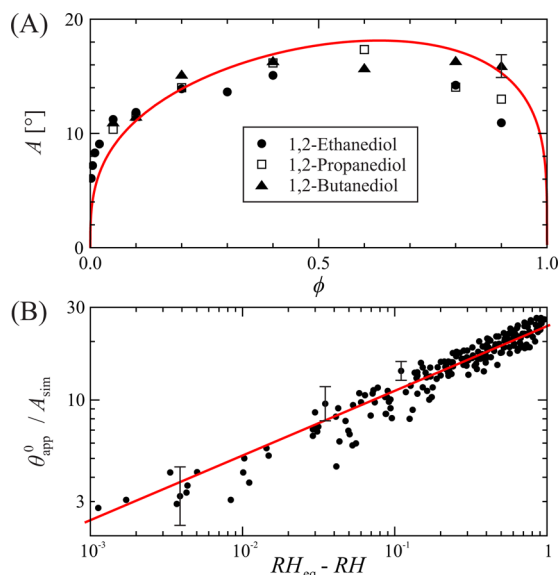 (A)
20
10
0
A [°]
1,2-Ethanediol
1,2-Propanediol
1,2-Butanediol
0.0
0.5
1.0
ϕ
(B)
30
10
3
θ⁰app / Asim
10⁻³
10⁻²
10⁻¹
1
RHeq - RH